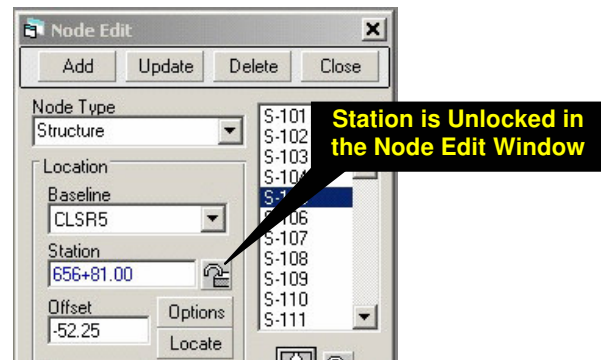 Node Edit
Add Update Delete Close
Node Type
Structure
Location
Baseline
CLSR5
Station
656+81.00
Offset
-52.25
Options
Locate
S-101
S-102
S-103
S-106
S-107
S-108
S-109
S-110
S-111
Station is Unlocked in
the Node Edit Window